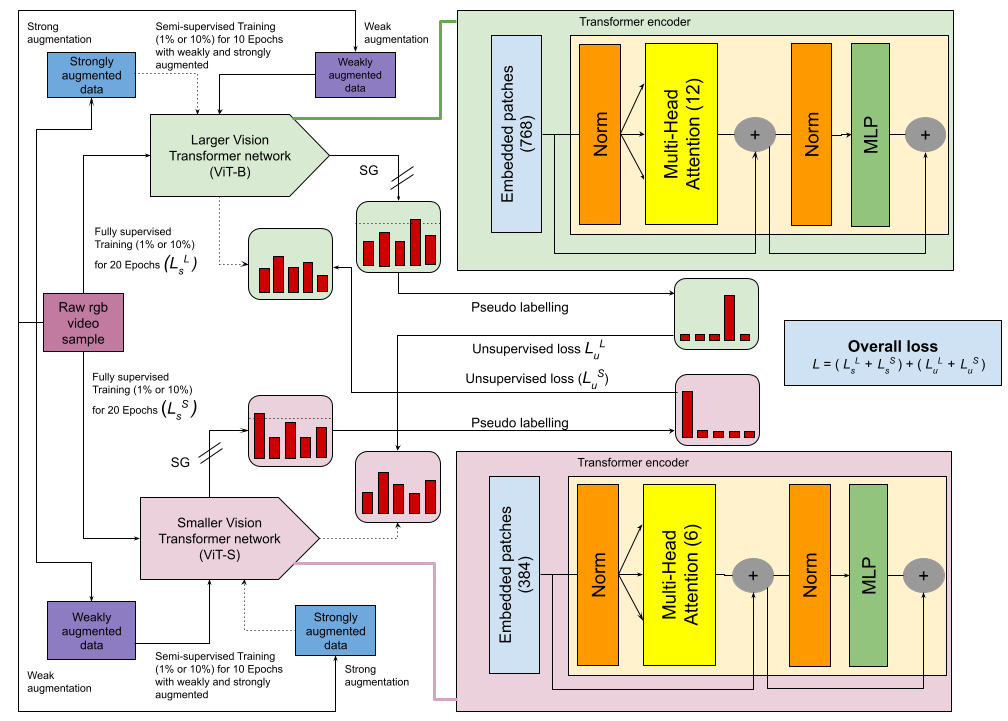 Strong
augmentation)
Semi-supervised Training
(1% or 10%) for 10 Epochs
with weakly and strongly
augmented
Weak
augmentation
Strongly
augmented
data
Weakly
augmented
data
Larger Vision
Transformer network
(ViT-B)
SG
Fully supervised
Training (1% or 10%)
for 20 Epochs (L_s^L)
Raw rgb
video
sample
Fully supervised
Training (1% or 10%)
for 20 Epochs (L_s^S)
Pseudo labelling
Unsupervised loss L_u^L
Unsupervised loss (L_u^S)
Pseudo labelling
SG
Smaller Vision
Transformer network
(ViT-S)
Weakly
augmented
data
Strongly
augmented
data
Weak
augmentation
Semi-supervised Training
(1% or 10%) for 10 Epochs
with weakly and strongly
augmented
Strong
augmentation)
Transformer encoder
Embedded patches
(768)
Norm
Multi-Head
Attention (12)
+
Norm
MLP
+
Overall loss
L = ( L_s^L + L_s^S ) + ( L_u^L + L_u^S )
Transformer encoder
Embedded patches
(384)
Norm
Multi-Head
Attention (6)
+
Norm
MLP
+